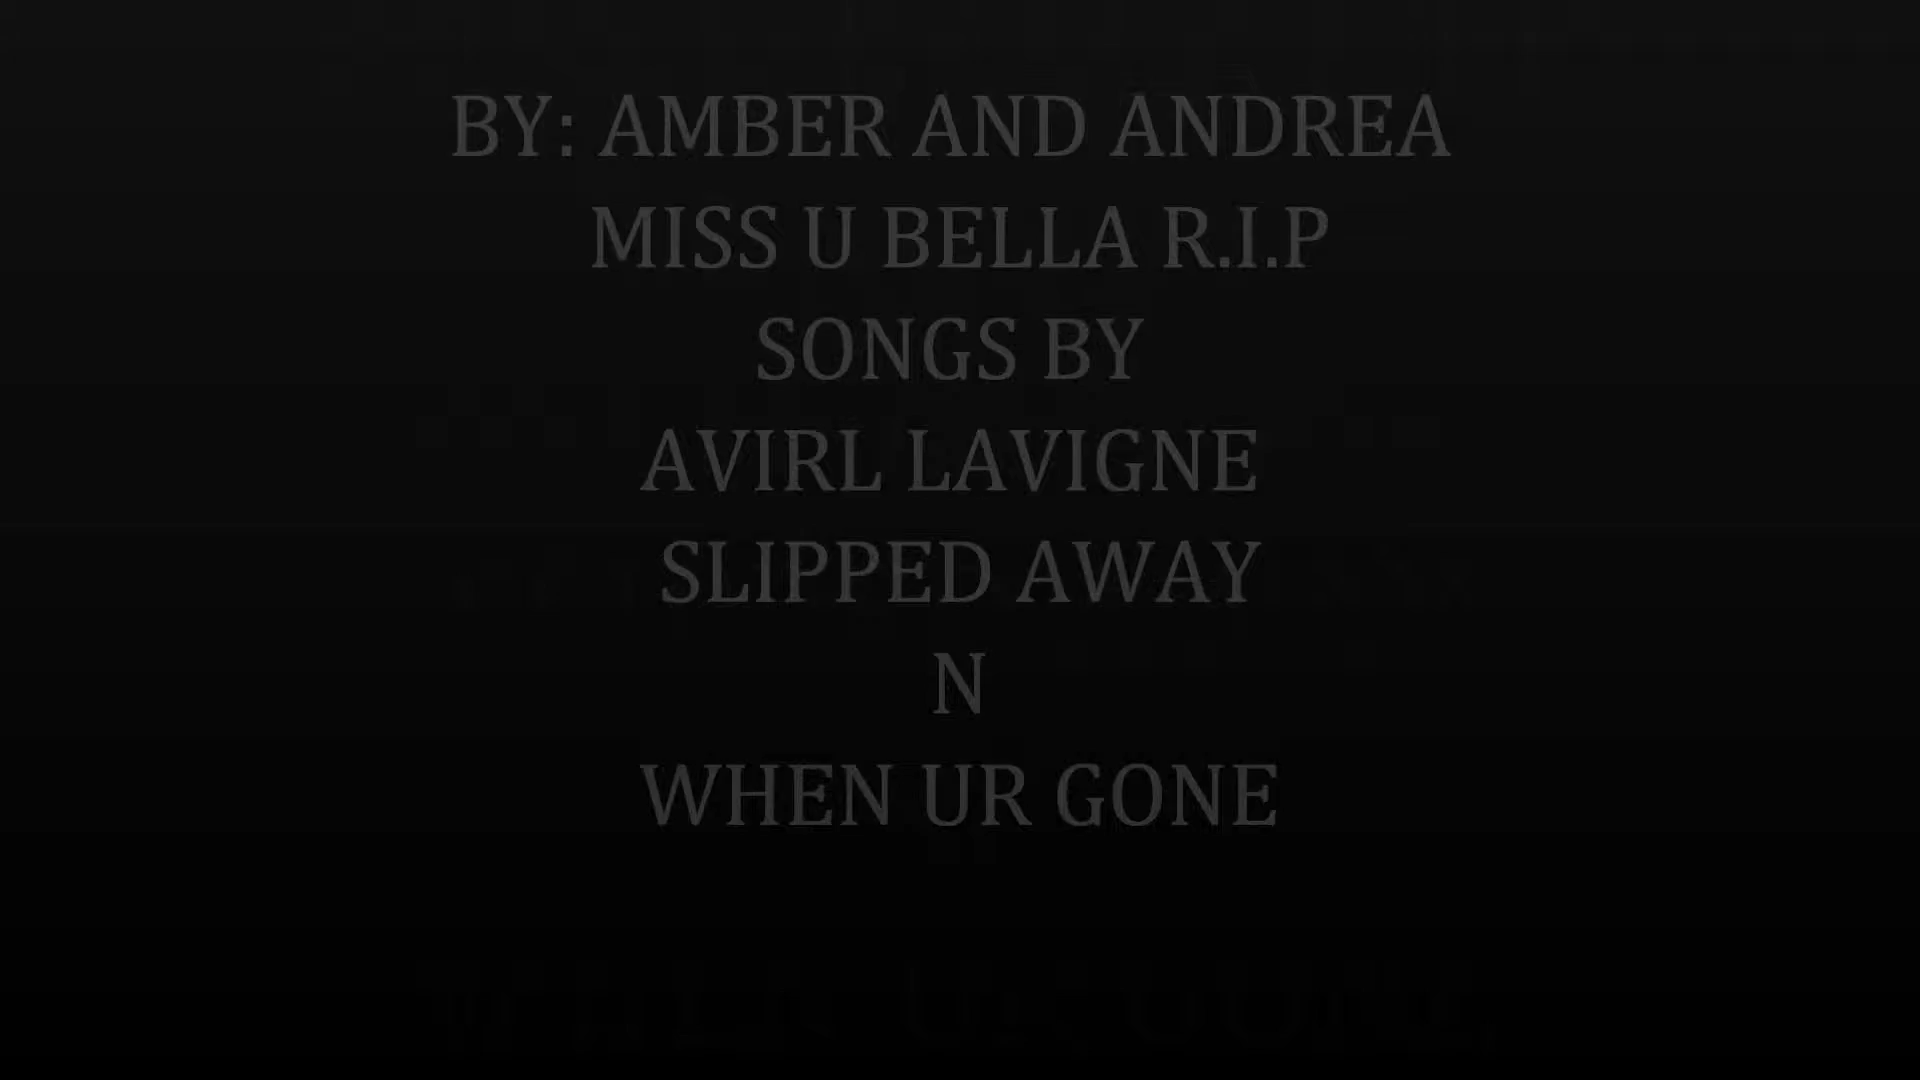 BY: AMBER AND ANDREA
MISS U BELLA R.I.P
SONGS BY
AVIRL LAVIGNE
SLIPPED AWAY
N
WHEN UR GONE